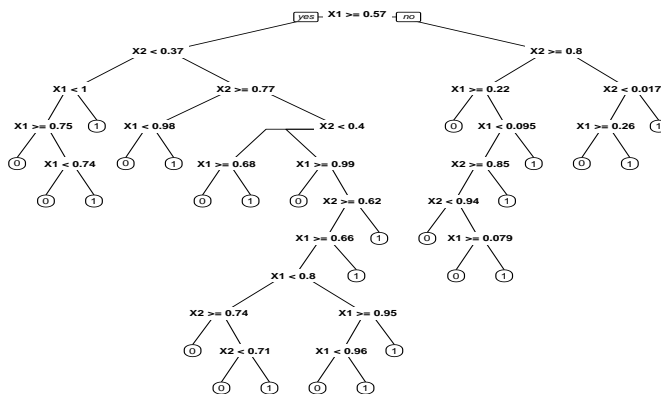 yes X1 >= 0.57 no
X2 < 0.37 X2 >= 0.8
X1 < 1 X2 >= 0.77 X1 >= 0.22 X2 < 0.017
X1 >= 0.75 1 X1 < 0.98 X2 < 0.4 0 X1 < 0.095 X1 >= 0.26 1
0 X1 < 0.74 0 1 X1 >= 0.68 X1 >= 0.99 X2 >= 0.85 1 0 1
0 1 0 1 0 X2 >= 0.62 X2 < 0.94 1
X1 >= 0.66 1 0 X1 >= 0.079
X1 < 0.8 1 0 1
X2 >= 0.74 X1 >= 0.95
0 X2 < 0.71 X1 < 0.96 1
0 1 0 1